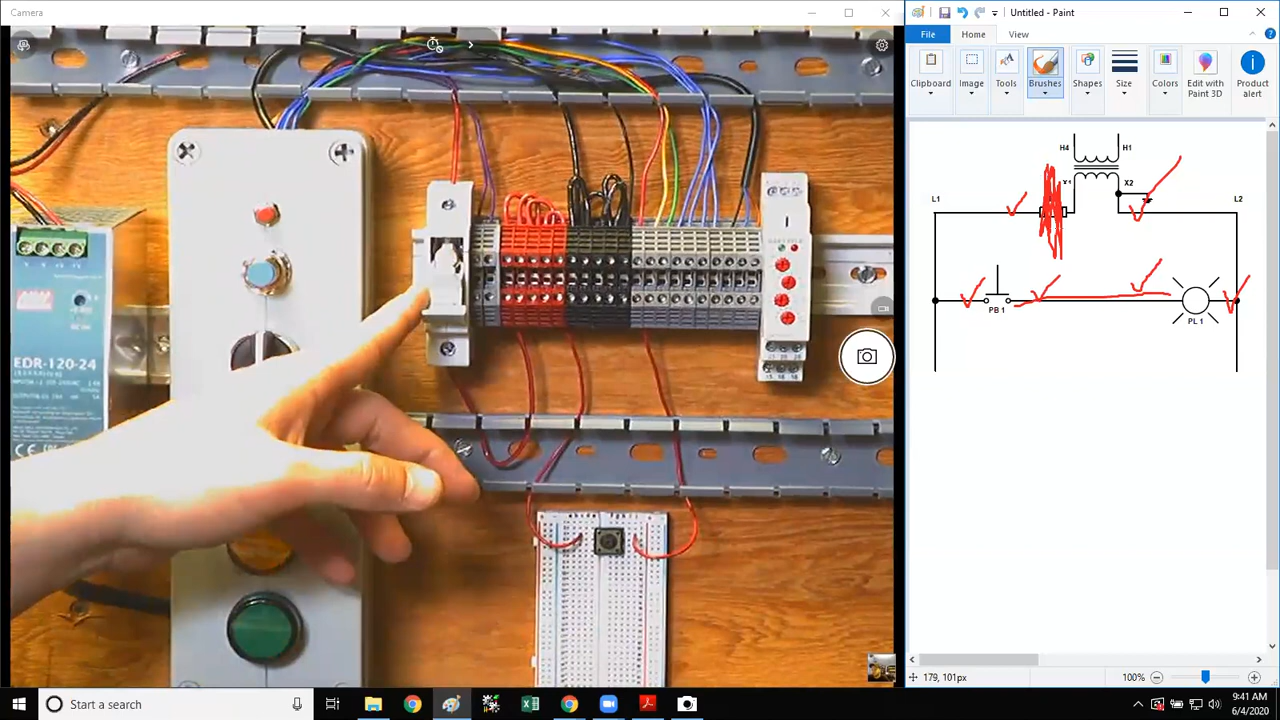 Camera
Untitled - Paint
File
Home
View
Clipboard
Image
Tools
Brushes
Shapes
Size
Colors
Edit with
Paint 3D
Product
alert
H4
H1
X2
L1
L2
PB 1
PL 1
EDR-120-24
179, 101px
100%
Start a search
9:41 AM
6/4/2020